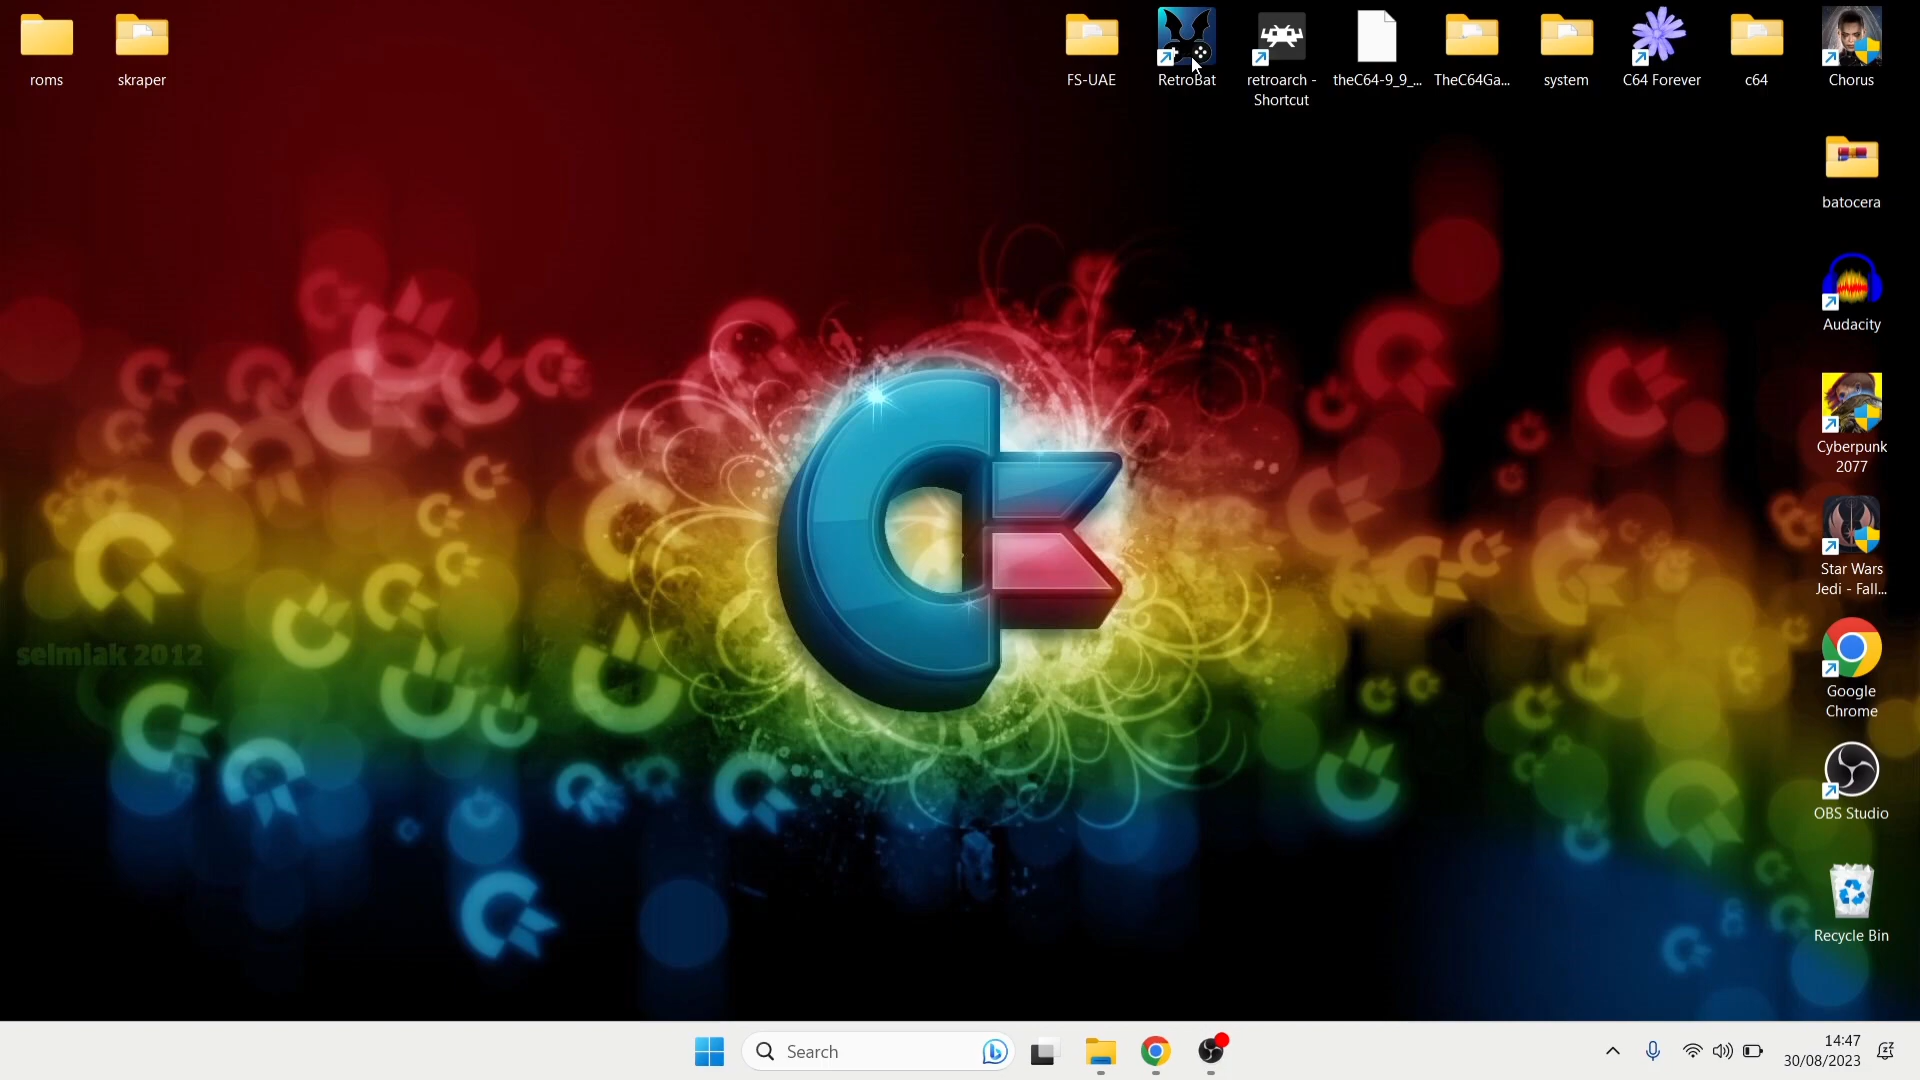 roms
skraper
FS-UAE
RetroBat
retroarch -
Shortcut
theC64-9_9_...
TheC64Ga...
system
C64 Forever
c64
Chorus
batocera
Audacity
Cyberpunk
2077
Star Wars
Jedi - Fall...
Google
Chrome
OBS Studio
Recycle Bin
selmiak 2012
Search
14:47
30/08/2023